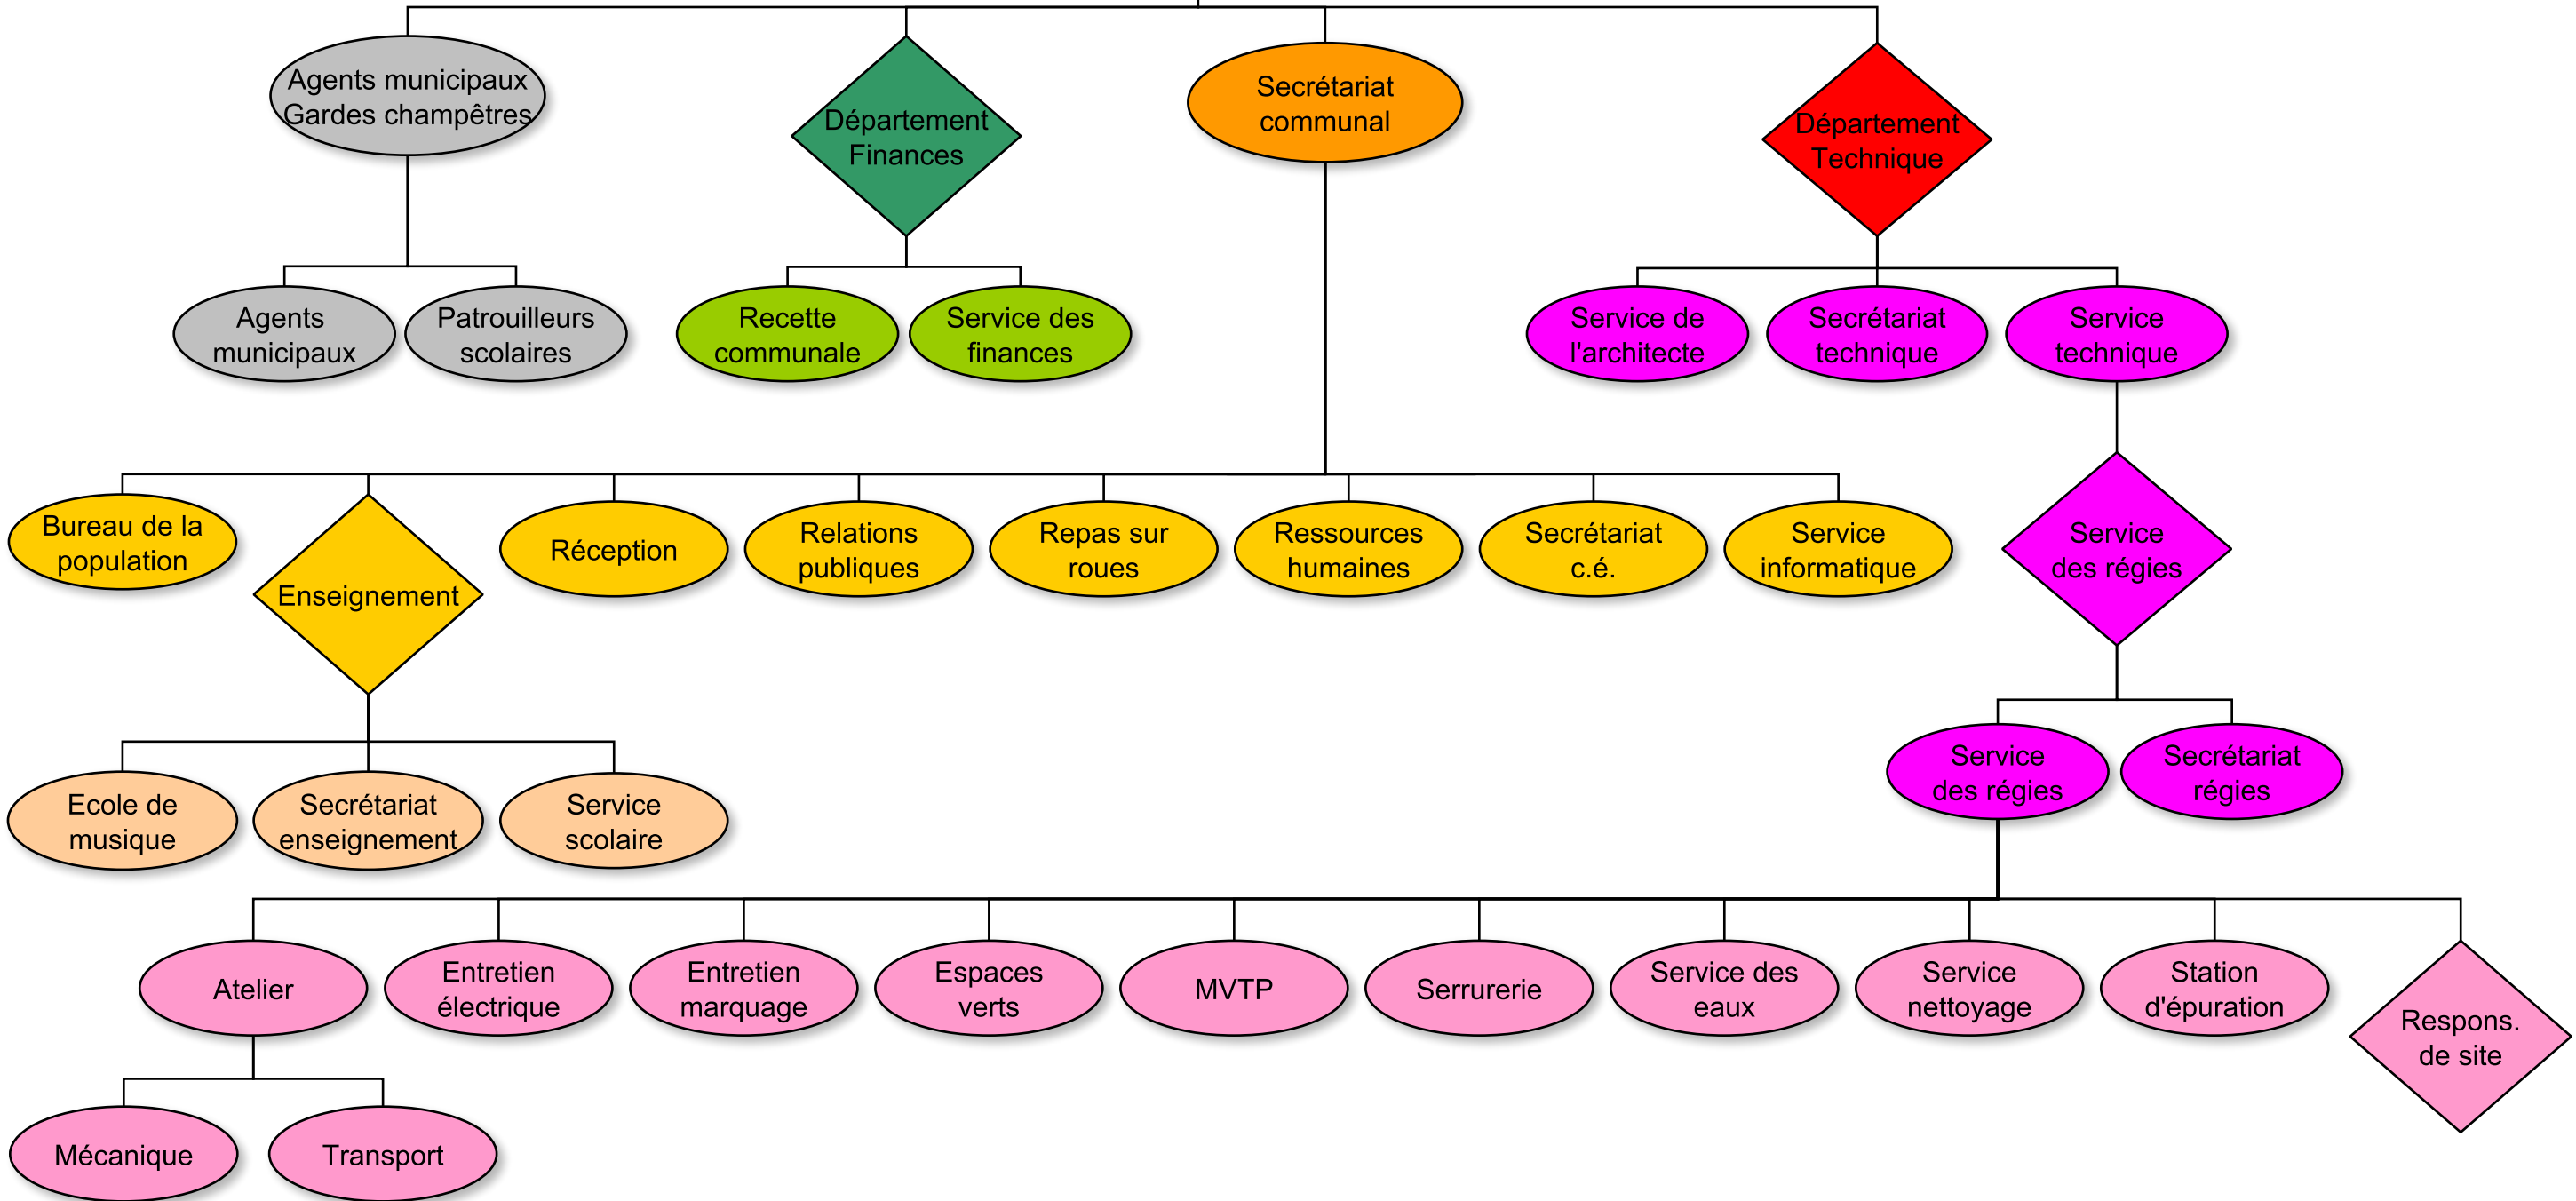 Agents municipaux
Gardes champêtres
Département
Finances
Secrétariat
communal
Département
Technique
Agents
municipaux
Patrouilleurs
scolaires
Recette
communale
Service des
finances
Service de
l'architecte
Secrétariat
technique
Service
technique
Bureau de la
population
Enseignement
Réception
Relations
publiques
Repas sur
roues
Ressources
humaines
Secrétariat
c.é.
Service
informatique
Service
des régies
Service
des régies
Secrétariat
régies
Ecole de
musique
Secrétariat
enseignement
Service
scolaire
Atelier
Entretien
électrique
Entretien
marquage
Espaces
verts
MVTP
Serrurerie
Service des
eaux
Service
nettoyage
Station
d'épuration
Respons.
de site
Mécanique
Transport